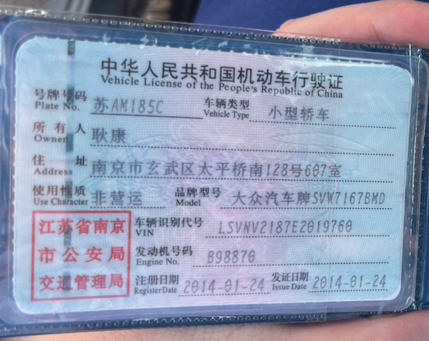 中华人民共和国机动车行驶证
Vehicle License of the People's Republic of China
号牌号码 苏AM185C 车辆类型 小型轿车
Plate No. Vehicle Type
所有人 耿康
Owner
住址 南京市玄武区太平桥南128号607室
Address
使用性质 非营运 品牌型号 大众汽车牌SVW7167BMD
Use Character Model
江苏省南京 车辆识别代号 LSVNV2187E2019760
VIN
市公安局 发动机号码 B98870
Engine No.
交通管理局 注册日期 2014-01-24 发证日期 2014-01-24
Register Date Issue Date